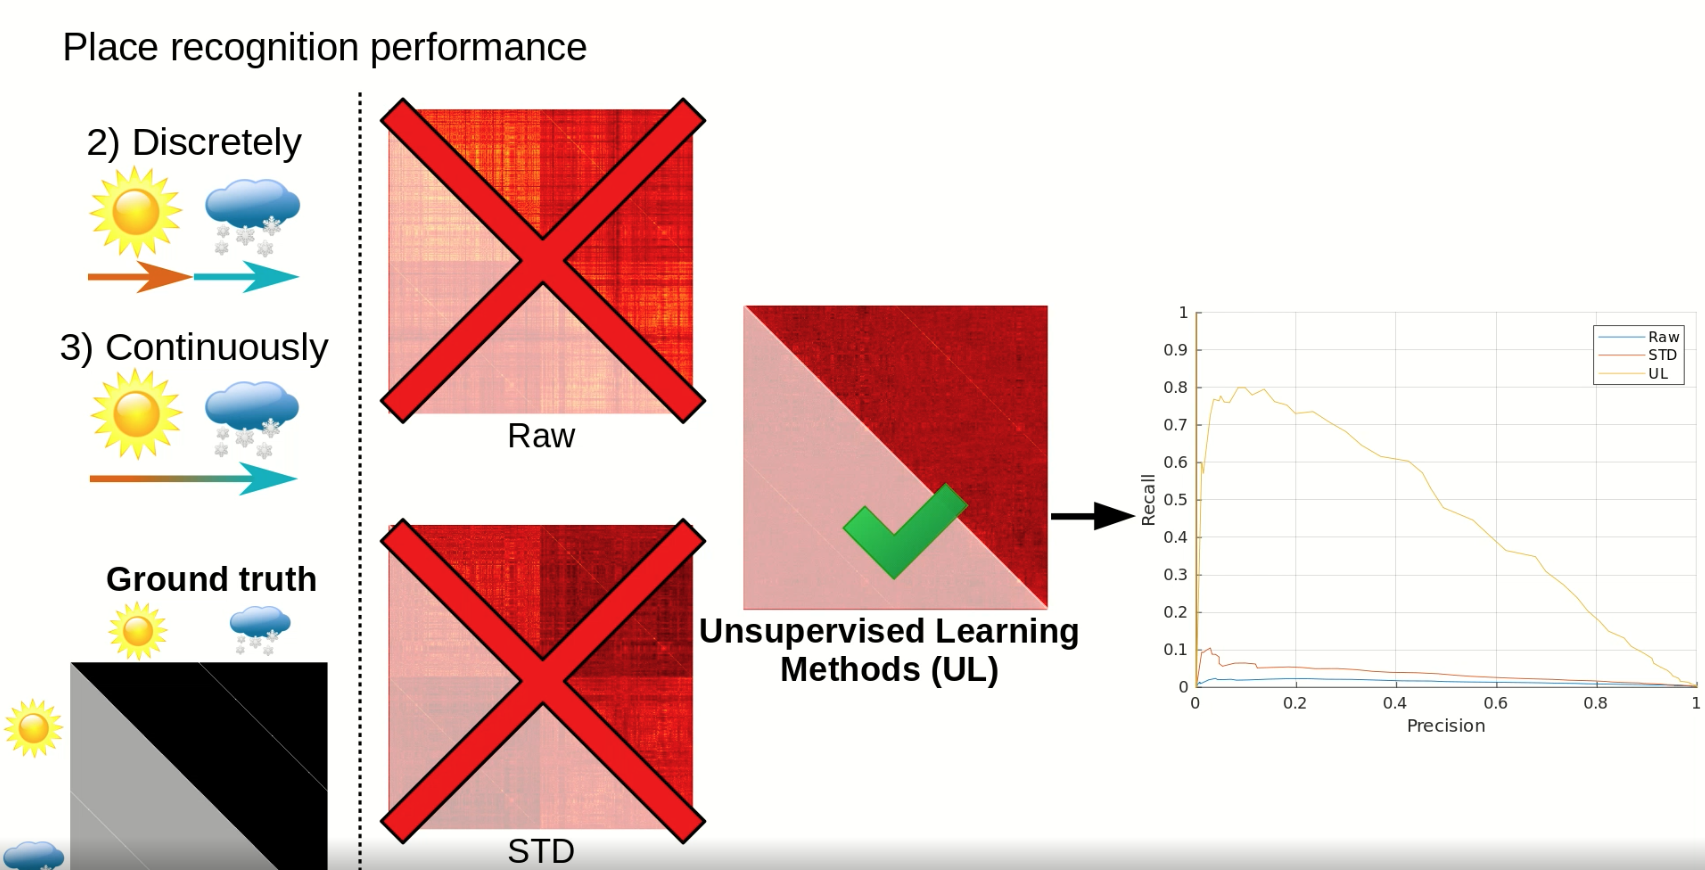 Place recognition performance
2) Discretely
3) Continuously
Ground truth
Raw
STD
Unsupervised Learning
Methods (UL)
1
0.9
0.8
0.7
0.6
0.5
0.4
0.3
0.2
0.1
0
Recall
0
0.2
0.4
0.6
0.8
1
Precision
Raw
STD
UL